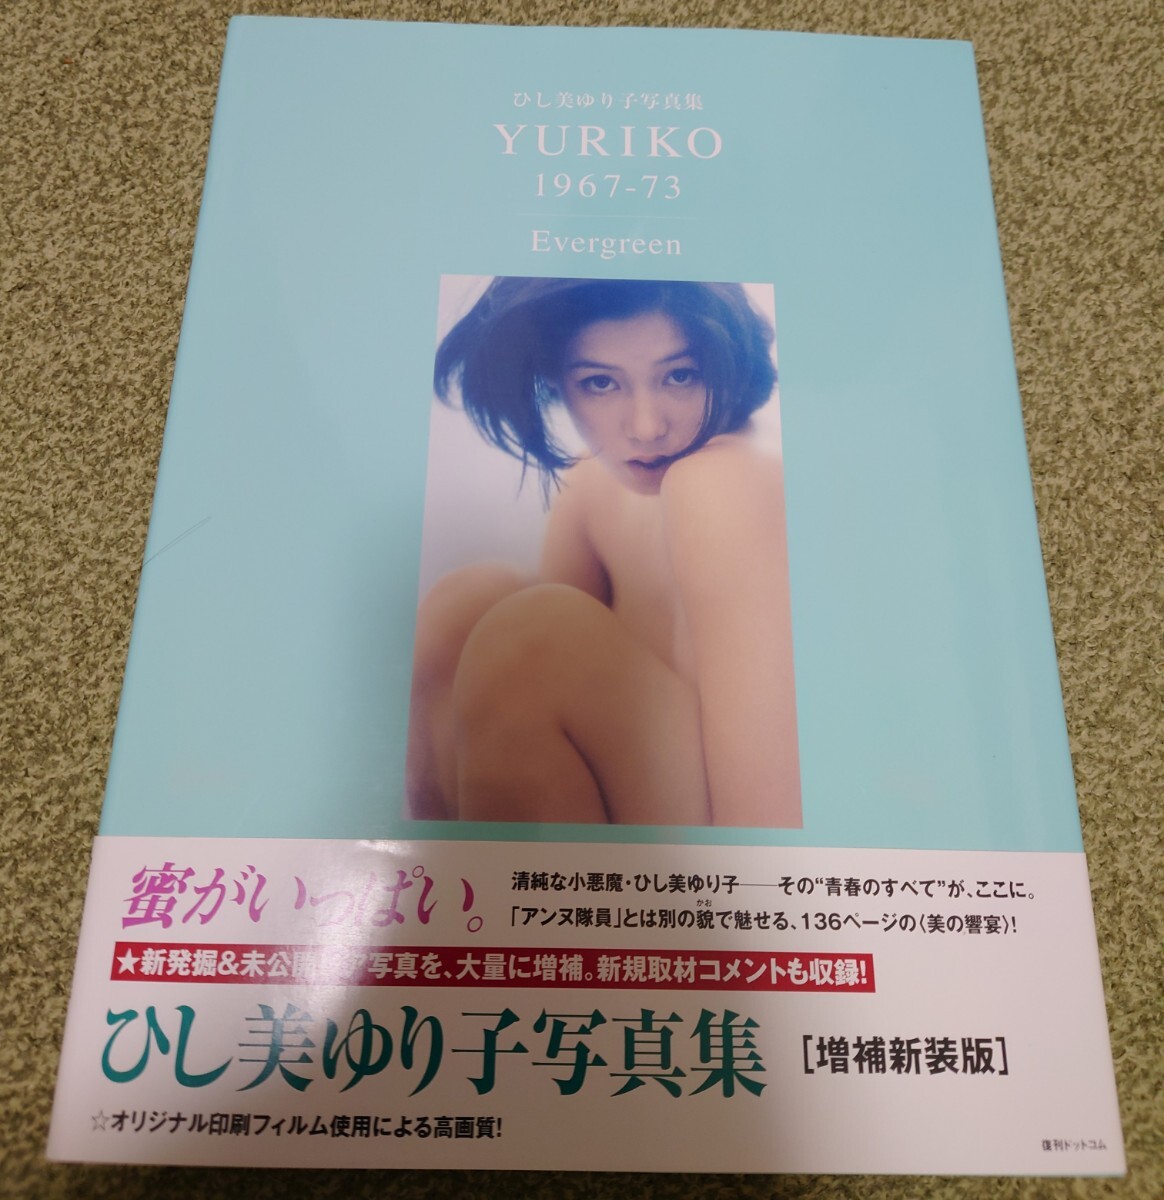 ひし美ゆり子写真集
YURIKO
1967-73
Evergreen
蜜がいっぱい。
清純な小悪魔・ひし美ゆり子——その“青春のすべて”が、ここに。
「アンヌ隊員」とは別の貌で魅せる、136ページの〈美の響宴〉!
かお
★新発掘&未公開 写真を、大量に増補。新規取材コメントも収録!
ひし美ゆり子写真集
[増補新装版]
☆オリジナル印刷フィルム使用による高画質!
復刊ドットコム